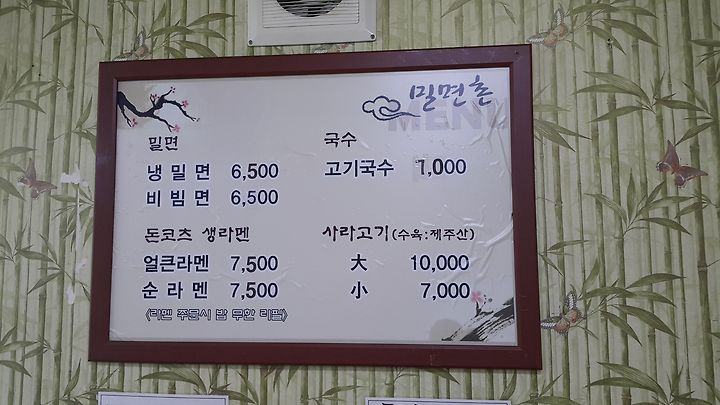 밀면촌
MENU
밀면
냉밀면 6,500
비빔면 6,500
국수
고기국수 7,000
돈코츠 생라멘
얼큰라멘 7,500
순라멘 7,500
(라멘 주문시 밥 무한 리필)
사라고기(수육:제주산)
大 10,000
小 7,000